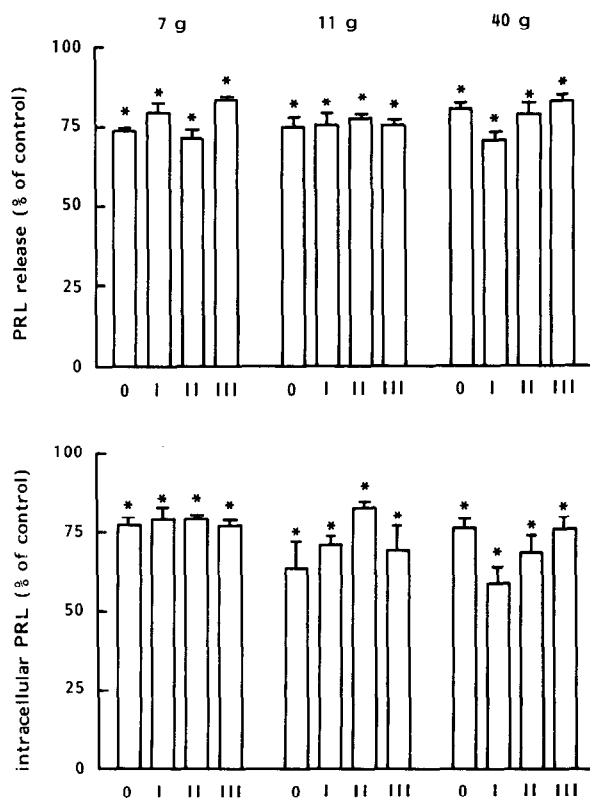 7 g 11 g 40 g
PRL release (% of control)
100
75
50
25
0
* * * * * * * * * * * *
0 I II III 0 I II III 0 I II III
intracellular PRL (% of control)
100
75
50
25
0
* * * * * * * * * * * *
0 I II III 0 I II III 0 I II III